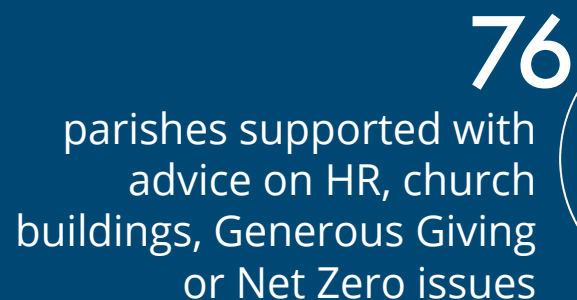 76
parishes supported with
advice on HR, church
buildings, Generous Giving
or Net Zero issues